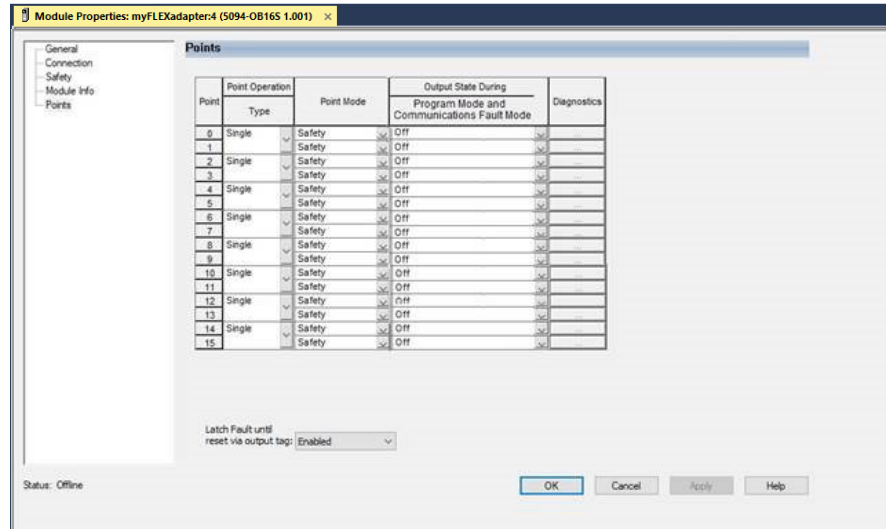 Module Properties: myFLEXadapter:4 (5094-OB16S 1.001) ×
General
Connection
Safety
Module Info
Points
Points
Point Point Operation Type Point Mode Output State During Program Mode and Communications Fault Mode Diagnostics
0 Single Safety Off ...
1 Safety Off ...
2 Single Safety Off ...
3 Safety Off ...
4 Single Safety Off ...
5 Safety Off ...
6 Single Safety Off ...
7 Safety Off ...
8 Single Safety Off ...
9 Safety Off ...
10 Single Safety Off ...
11 Safety Off ...
12 Single Safety Off ...
13 Safety Off ...
14 Single Safety Off ...
15 Safety Off ...
Latch Fault until
reset via output tag: Enabled
Status: Offline
OK Cancel Apply Help